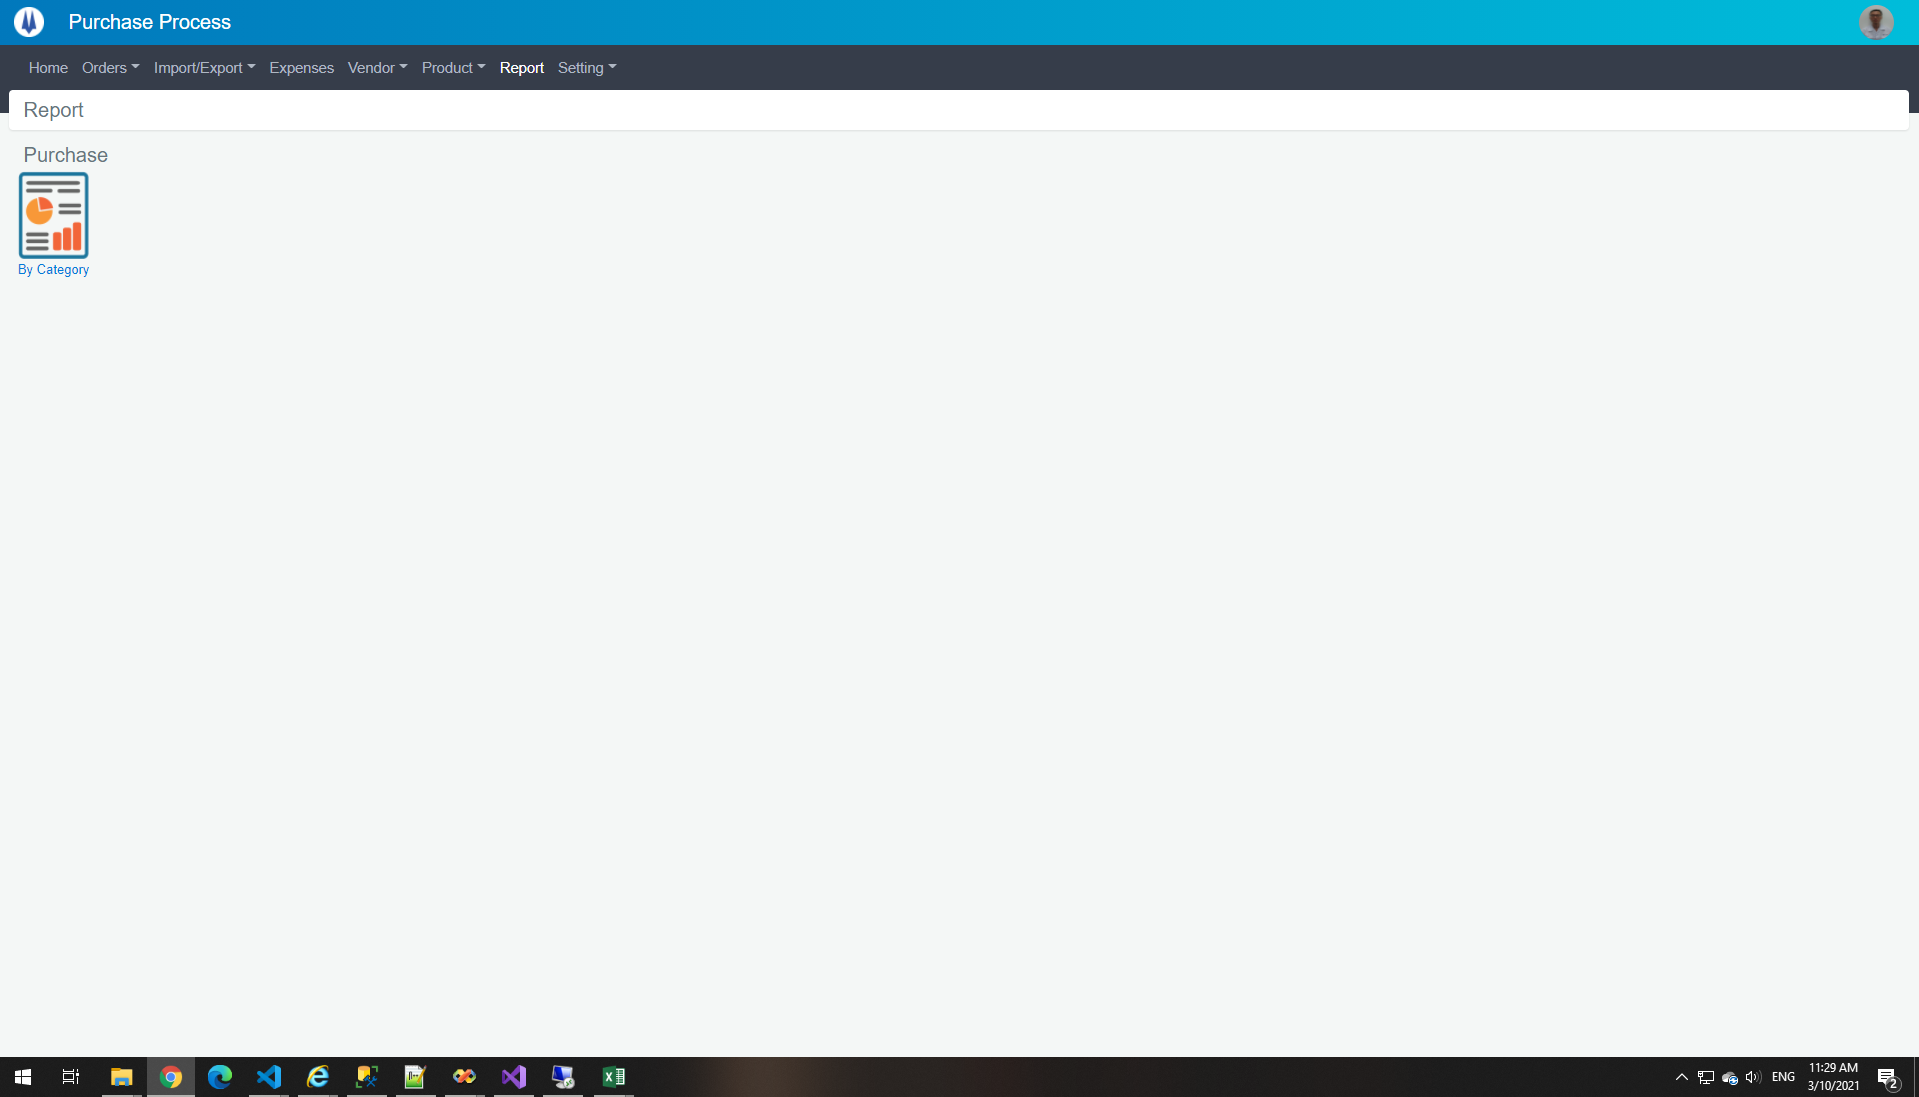 Purchase Process
Home Orders Import/Export Expenses Vendor Product Report Setting
Report
Purchase
By Category
ENG
11:29 AM
3/10/2021
2